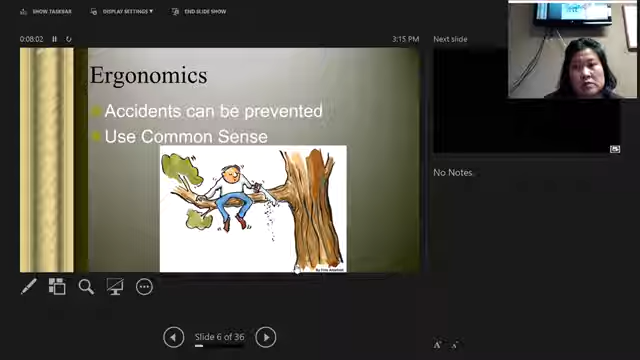 SHOW TASKBAR
DISPLAY SETTINGS ▼
END SLIDE SHOW
0:08:02
3:15 PM
Next slide
Ergonomics
Accidents can be prevented
Use Common Sense
No Notes.
Slide 6 of 36